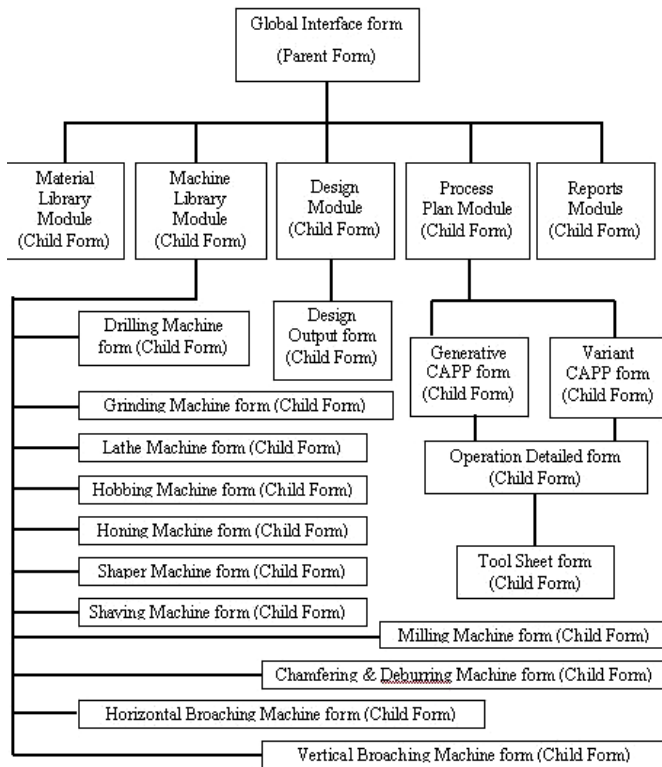 Global Interface form
(Parent Form)
Material
Library
Module
(Child Form)
Machine
Library
Module
(Child Form)
Design
Module
(Child Form)
Process
Plan Module
(Child Form)
Reports
Module
(Child Form)
Drilling Machine
form (Child Form)
Design
Output form
(Child Form)
Generative
CAPP form
(Child Form)
Variant
CAPP form
(Child Form)
Grinding Machine form (Child Form)
Lathe Machine form (Child Form)
Operation Detailed form
(Child Form)
Hobbing Machine form (Child Form)
Honing Machine form (Child Form)
Tool Sheet form
(Child Form)
Shaper Machine form (Child Form)
Shaving Machine form (Child Form)
Milling Machine form (Child Form)
Chamfering & Deburring Machine form (Child Form)
Horizontal Broaching Machine form (Child Form)
Vertical Broaching Machine form (Child Form)